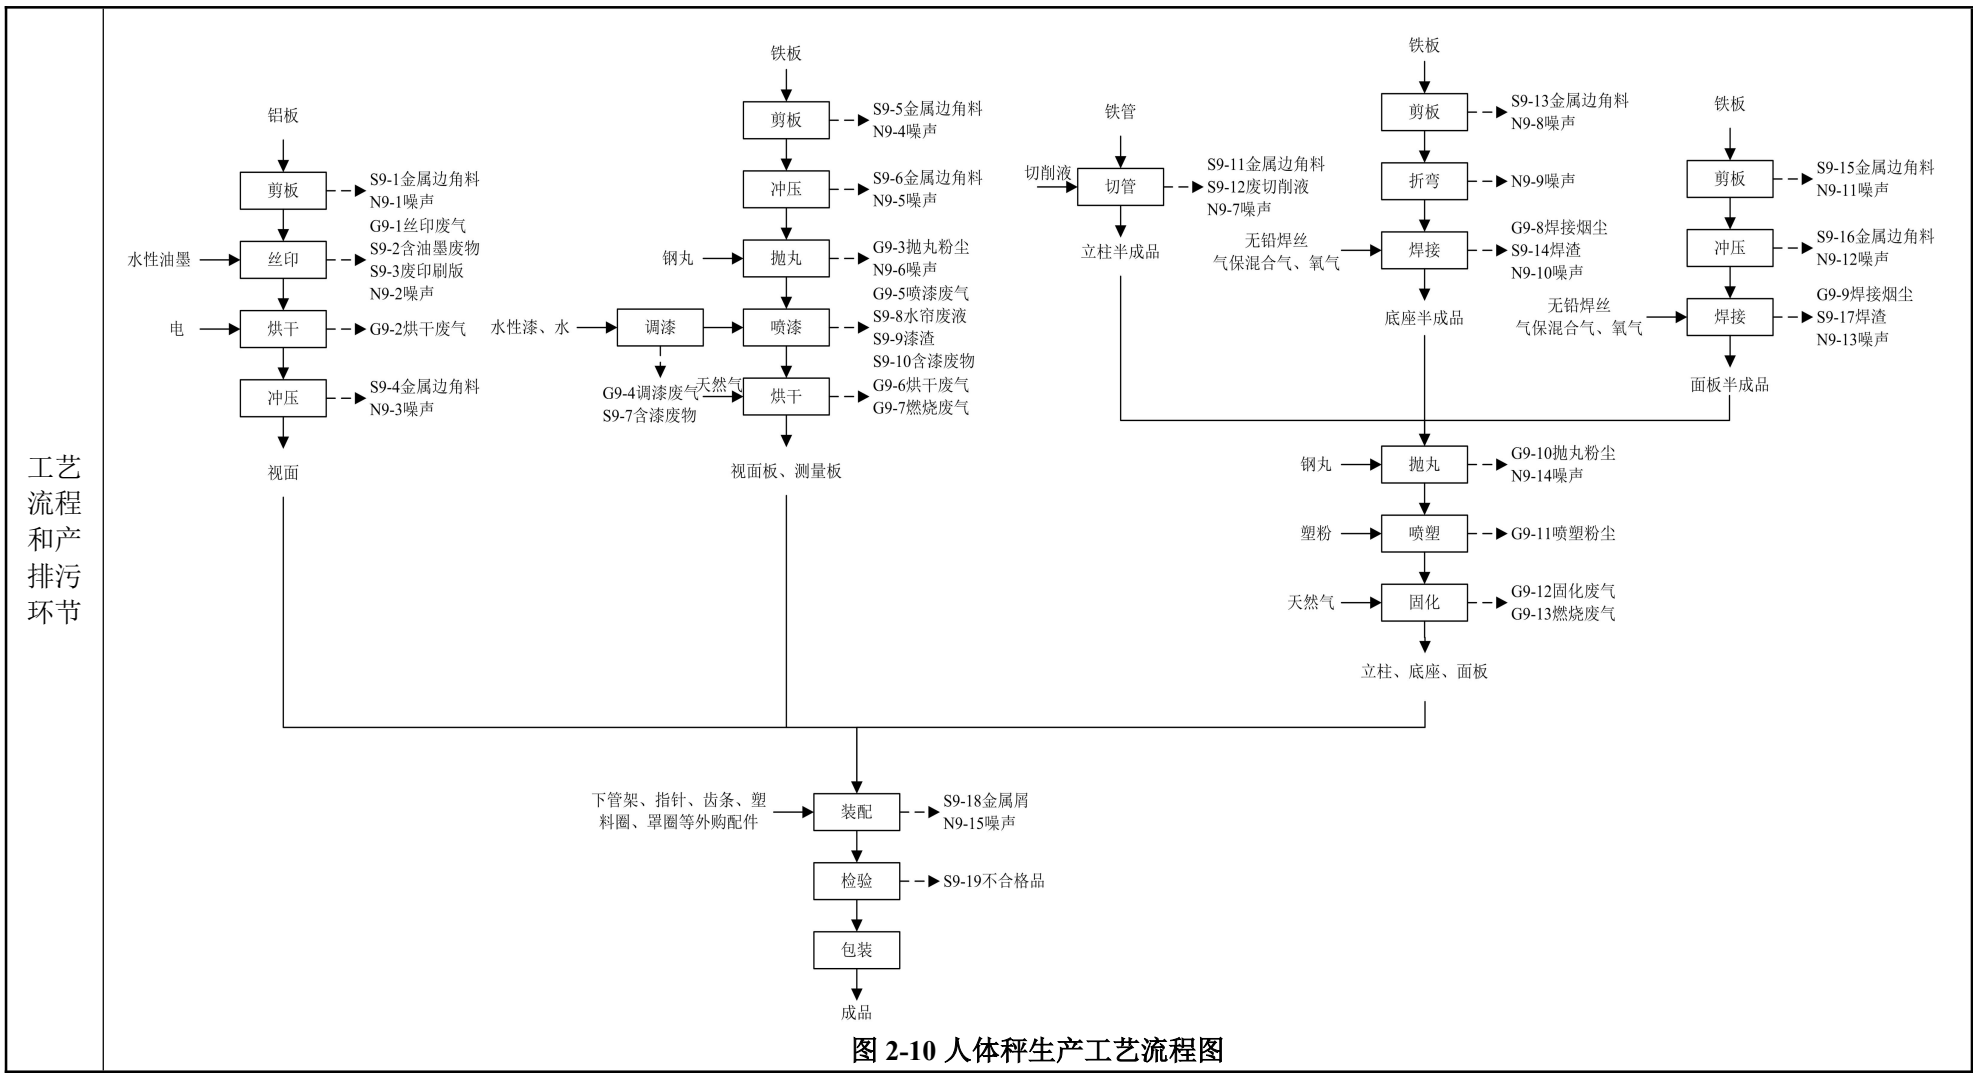 工艺
流程
和产
排污
环节
铝板
剪板
S9-1金属边角料
N9-1噪声
水性油墨
丝印
G9-1丝印废气
S9-2含油墨废物
S9-3废印刷版
N9-2噪声
电
烘干
G9-2烘干废气
冲压
S9-4金属边角料
N9-3噪声
视面
铁板
剪板
S9-5金属边角料
N9-4噪声
冲压
S9-6金属边角料
N9-5噪声
钢丸
抛丸
G9-3抛丸粉尘
N9-6噪声
水性漆、水
调漆
G9-4调漆废气
S9-7含漆废物
喷漆
G9-5喷漆废气
S9-8水帘废液
S9-9漆渣
S9-10含漆废物
天然气
烘干
G9-6烘干废气
G9-7燃烧废气
视面板、测量板
铁管
切削液
切管
S9-11金属边角料
S9-12废切削液
N9-7噪声
立柱半成品
铁板
剪板
S9-13金属边角料
N9-8噪声
折弯
N9-9噪声
无铅焊丝
气保混合气、氧气
焊接
G9-8焊接烟尘
S9-14焊渣
N9-10噪声
底座半成品
铁板
剪板
S9-15金属边角料
N9-11噪声
冲压
S9-16金属边角料
N9-12噪声
无铅焊丝
气保混合气、氧气
焊接
G9-9焊接烟尘
S9-17焊渣
N9-13噪声
面板半成品
钢丸
抛丸
G9-10抛丸粉尘
N9-14噪声
塑粉
喷塑
G9-11喷塑粉尘
天然气
固化
G9-12固化废气
G9-13燃烧废气
立柱、底座、面板
下管架、指针、齿条、塑
料圈、罩圈等外购配件
装配
S9-18金属屑
N9-15噪声
检验
S9-19不合格品
包装
成品
图 2-10 人体秤生产工艺流程图